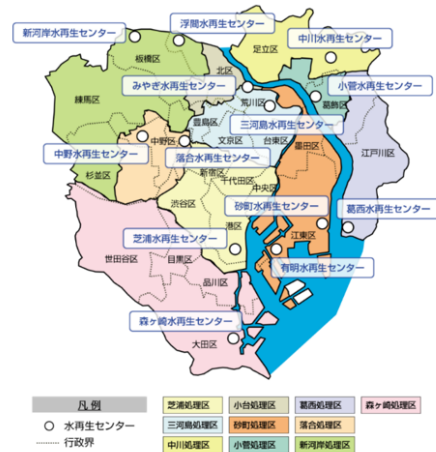 浮間水再生センター
新河岸水再生センター
足立区
中川水再生センター
板橋区
北区
小菅水再生センター
みやぎ水再生センター
練馬区
荒川区
葛飾区
豊島区
三河島水再生センター
文京区
台東区
墨田区
江戸川区
中野水再生センター
中野区
落合水再生センター
新宿区
千代田区
杉並区
中央区
渋谷区
砂町水再生センター
葛西水再生センター
港区
芝浦水再生センター
江東区
世田谷区
目黒区
有明水再生センター
品川区
森ヶ崎水再生センター
大田区
凡例
水再生センター
行政界
芝浦処理区
小台処理区
葛西処理区
森ヶ崎処理区
三河島処理区
砂町処理区
落合処理区
中川処理区
小菅処理区
新河岸処理区